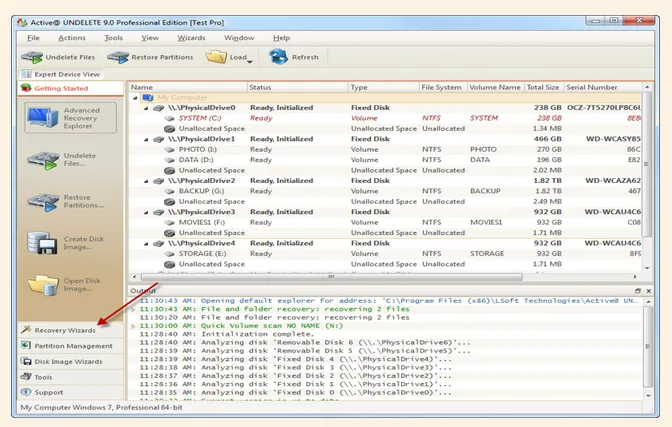 Active@ UNDELETE 9.0 Professional Edition [Test Pro]
File Actions Tools View Wizards Window Help
Undelete Files Restore Partitions Load Refresh
Expert Device View
Getting Started
Advanced
Recovery
Explorer
Undelete
Files...
Restore
Partitions...
Create Disk
Image...
Open Disk
Image...
Recovery Wizards
Partition Management
Disk Image Wizards
Tools
Support
Name Status Type File System Volume Name Total Size Serial Number
My Computer
\\.\PhysicalDrive0 Ready, Initialized Fixed Disk 238 GB OCZ-7T5270LP8C6L
SYSTEM (C:) Ready Volume NTFS SYSTEM 238 GB 8E8
Unallocated Space Unallocated Space Unallocated 1.34 MB
\\.\PhysicalDrive1 Ready, Initialized Fixed Disk 466 GB WD-WCASY85
PHOTO (I:) Ready Volume NTFS PHOTO 270 GB 86C
DATA (D:) Ready Volume NTFS DATA 196 GB E82
Unallocated Space Unallocated Space Unallocated 2.02 MB
\\.\PhysicalDrive2 Ready, Initialized Fixed Disk 1.82 TB WD-WCAZA62
BACKUP (G:) Ready Volume NTFS BACKUP 1.82 TB 467
Unallocated Space Unallocated Space Unallocated 2.49 MB
\\.\PhysicalDrive3 Ready, Initialized Fixed Disk 932 GB WD-WCAU4C6
MOVIES1 (F:) Ready Volume NTFS MOVIES1 932 GB C08
Unallocated Space Unallocated Space Unallocated 1.71 MB
\\.\PhysicalDrive4 Ready, Initialized Fixed Disk 932 GB WD-WCAU4C6
STORAGE (E:) Ready Volume NTFS STORAGE 932 GB 8F9
Unallocated Space Unallocated Space Unallocated 1.71 MB
Output
11:30:43 AM: Opening default explorer for address: 'C:\Program Files (x86)\LSoft Technologies\Active@ UN...
11:30:43 AM: File and folder recovery: recovering 2 files
11:30:20 AM: File and folder recovery: recovering 2 files
11:30:00 AM: Quick Volume scan NO NAME (N:)
11:28:40 AM: Initialization complete.
11:28:40 AM: Analyzing disk 'Removable Disk 6 (\\.\PhysicalDrive6)'...
11:28:39 AM: Analyzing disk 'Removable Disk 5 (\\.\PhysicalDrive5)'...
11:28:39 AM: Analyzing disk 'Fixed Disk 4 (\\.\PhysicalDrive4)'...
11:28:38 AM: Analyzing disk 'Fixed Disk 3 (\\.\PhysicalDrive3)'...
11:28:37 AM: Analyzing disk 'Fixed Disk 2 (\\.\PhysicalDrive2)'...
11:28:36 AM: Analyzing disk 'Fixed Disk 1 (\\.\PhysicalDrive1)'...
11:28:35 AM: Analyzing disk 'Fixed Disk 0 (\\.\PhysicalDrive0)'...
My Computer Windows 7, Professional 64-bit